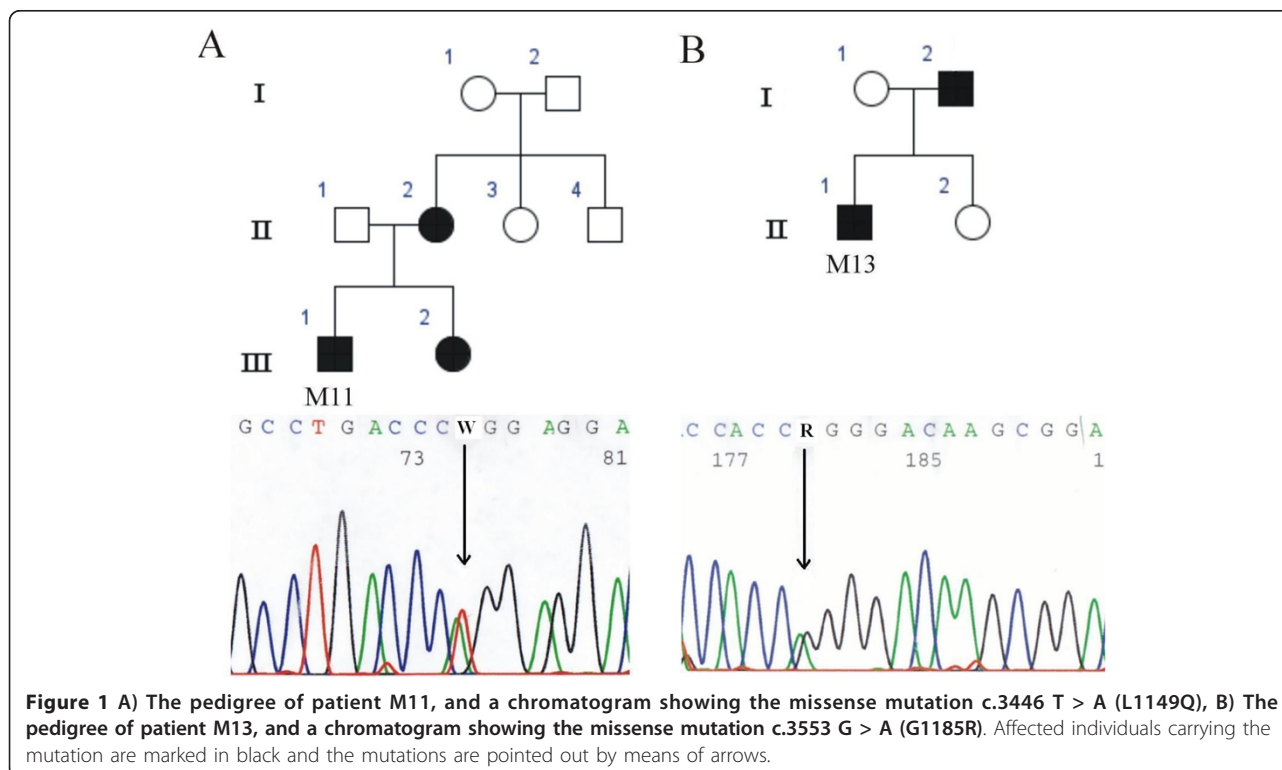 A
B
1 2
1 2
I
I
1 2 3 4
1 2
II
II
M13
1 2
III
M11
G C C T G A C C C W G G A G G A
73 81
.C C A C C R G G G A C A A G C G G A
177 185 1
Figure 1 A) The pedigree of patient M11, and a chromatogram showing the missense mutation c.3446 T > A (L1149Q), B) The
pedigree of patient M13, and a chromatogram showing the missense mutation c.3553 G > A (G1185R). Affected individuals carrying the
mutation are marked in black and the mutations are pointed out by means of arrows.